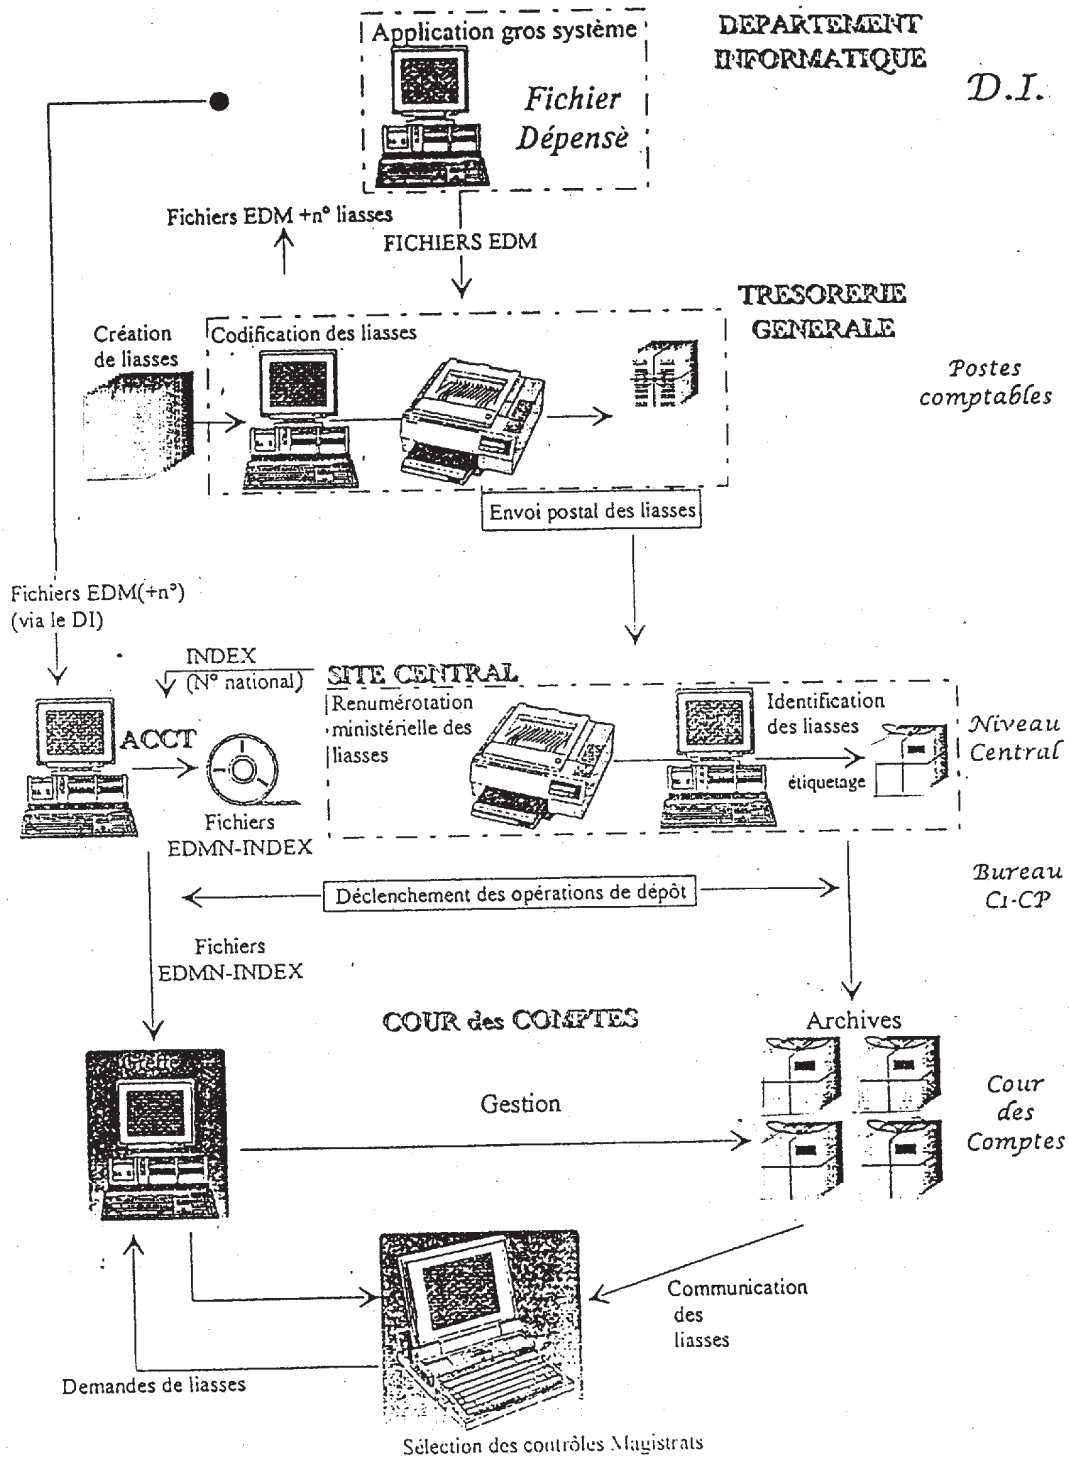 Application gros système
Fichier
Dépensè
DEPARTEMENT
INFORMATIQUE
D.I.
Fichiers EDM +n° liasses
FICHIERS EDM
TRESORERIE
GENERALE
Création
de liasses
Codification des liasses
Postes
comptables
Envoi postal des liasses
Fichiers EDM(+n°)
(via le DI)
INDEX
(N° national)
SITE CENTRAL
Renumérotation
ministérielle des
liasses
Identification
des liasses
étiquetage
Niveau
Central
ACCT
Fichiers
EDMN-INDEX
Déclenchement des opérations de dépôt
Bureau
C1-CP
Fichiers
EDMN-INDEX
COUR des COMPTES
Archives
Greffe
Gestion
Cour
des
Comptes
Communication
des
liasses
Demandes de liasses
Sélection des contrôles Magistrats